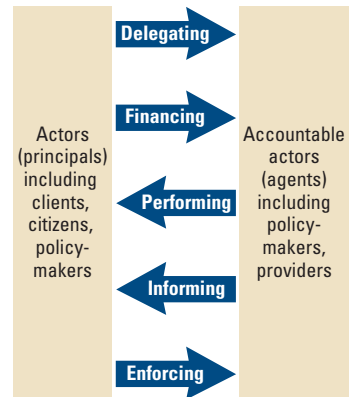 Delegating
Financing
Actors
(principals)
including
clients,
citizens,
policy-
makers
Accountable
actors
(agents)
including
policy-
makers,
providers
Performing
Informing
Enforcing